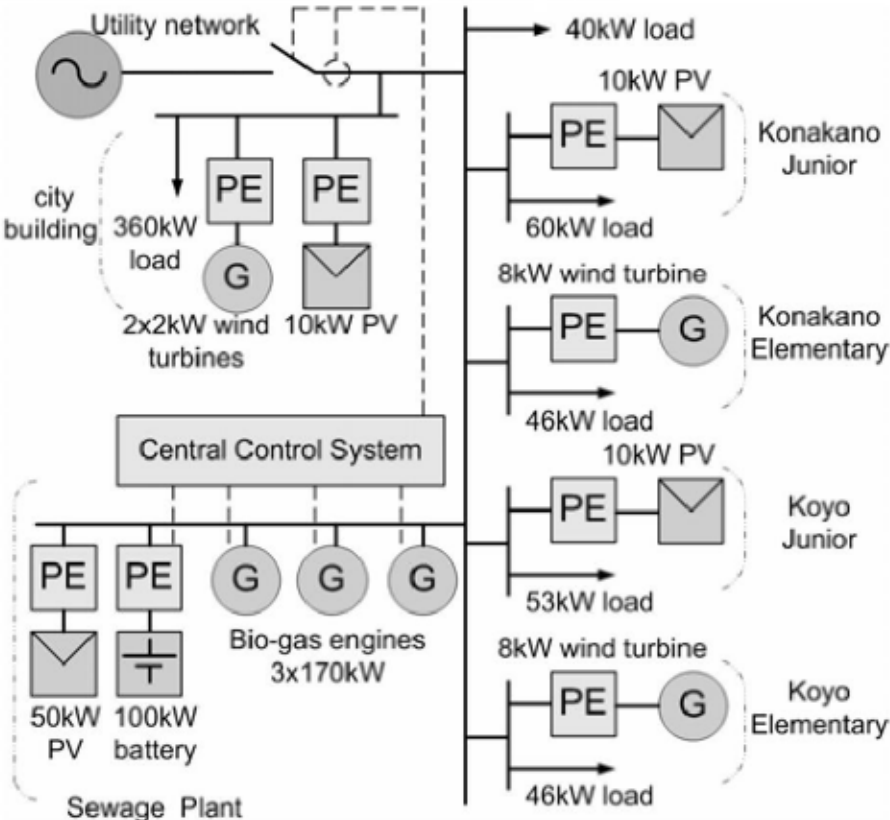 Utility network
40kW load
10kW PV
PE
Konakano
Junior
60kW load
city
building
360kW
load
PE
PE
G
2x2kW wind
turbines
10kW PV
8kW wind turbine
PE
G
Konakano
Elementary
46kW load
Central Control System
10kW PV
PE
Koyo
Junior
53kW load
PE
PE
G
G
G
Bio-gas engines
3x170kW
50kW
PV
100kW
battery
Sewage Plant
8kW wind turbine
PE
G
Koyo
Elementary
46kW load